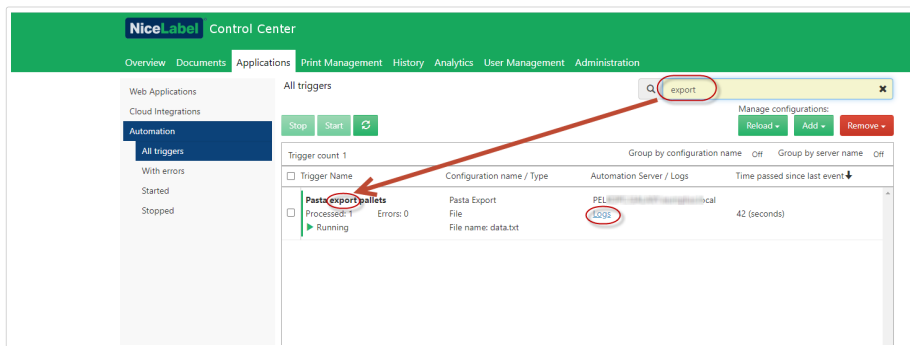 NiceLabel Control Center
Overview Documents Applications Print Management History Analytics User Management Administration
Web Applications
Cloud Integrations
Automation
All triggers
With errors
Started
Stopped
All triggers
export
Manage configurations:
Stop Start Reload Add Remove
Trigger count 1 Group by configuration name Off Group by server name Off
Trigger Name Configuration name / Type Automation Server / Logs Time passed since last event
Pasta export pallets Pasta Export PEL
Processed: 1 Errors: 0 File Logs 42 (seconds)
Running File name: data.txt